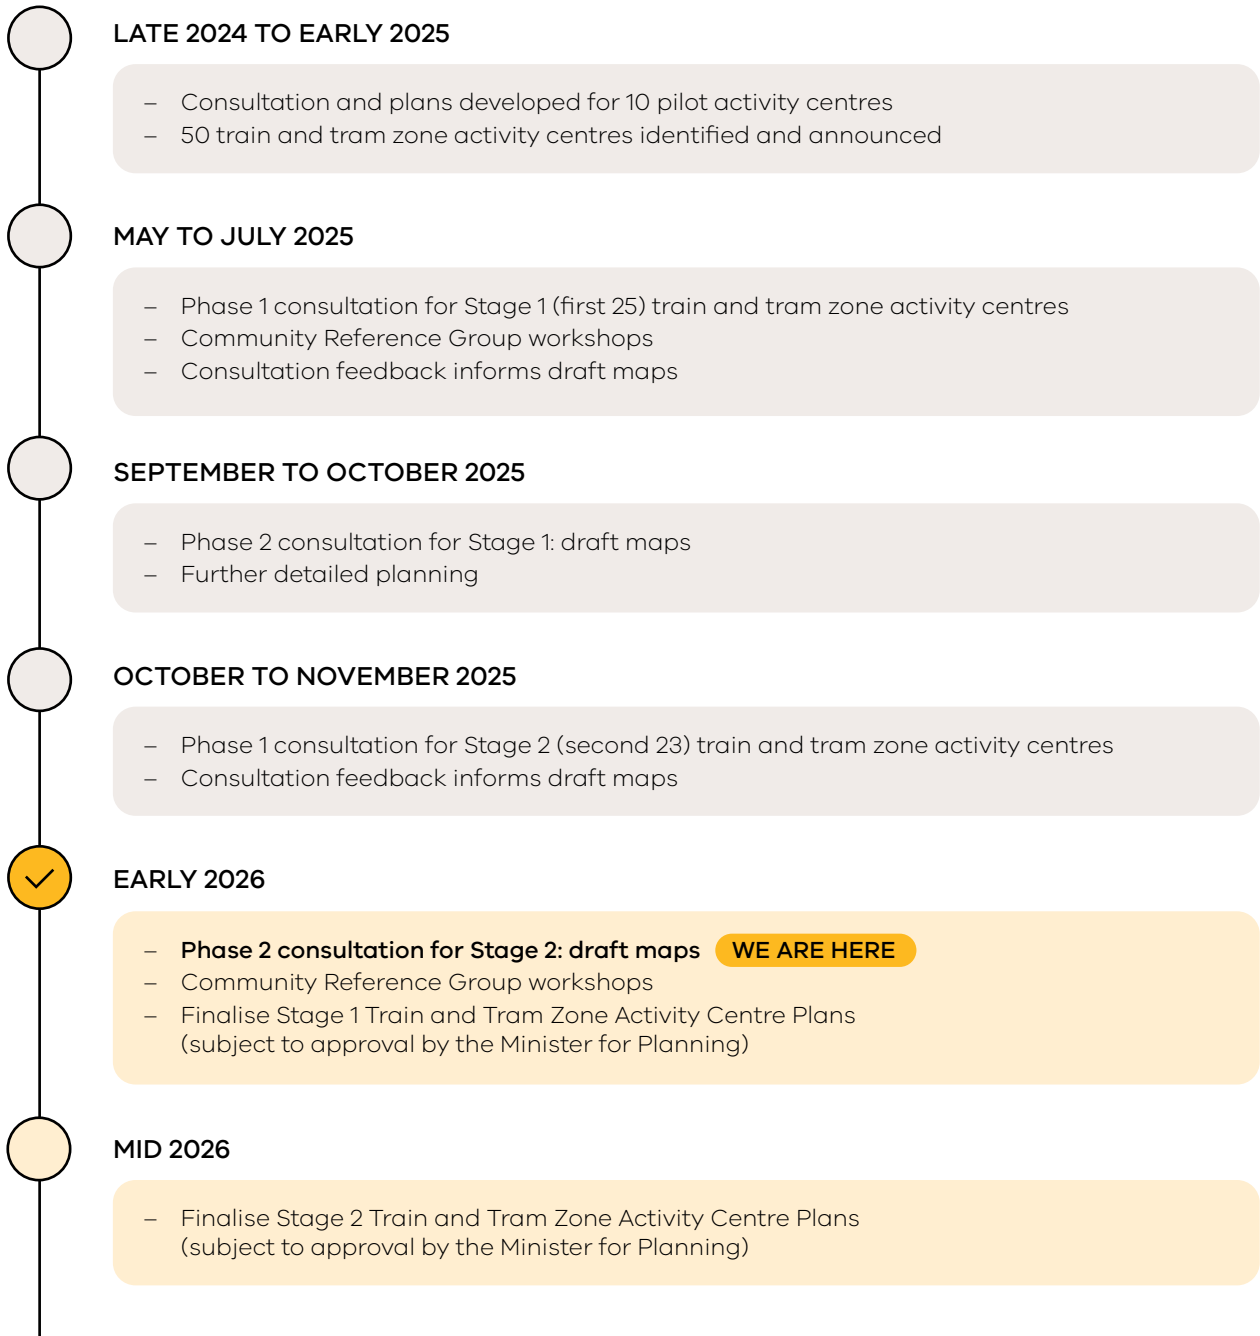 LATE 2024 TO EARLY 2025
– Consultation and plans developed for 10 pilot activity centres
– 50 train and tram zone activity centres identified and announced
MAY TO JULY 2025
– Phase 1 consultation for Stage 1 (first 25) train and tram zone activity centres
– Community Reference Group workshops
– Consultation feedback informs draft maps
SEPTEMBER TO OCTOBER 2025
– Phase 2 consultation for Stage 1: draft maps
– Further detailed planning
OCTOBER TO NOVEMBER 2025
– Phase 1 consultation for Stage 2 (second 23) train and tram zone activity centres
– Consultation feedback informs draft maps
EARLY 2026
– Phase 2 consultation for Stage 2: draft maps WE ARE HERE
– Community Reference Group workshops
– Finalise Stage 1 Train and Tram Zone Activity Centre Plans
(subject to approval by the Minister for Planning)
MID 2026
– Finalise Stage 2 Train and Tram Zone Activity Centre Plans
(subject to approval by the Minister for Planning)